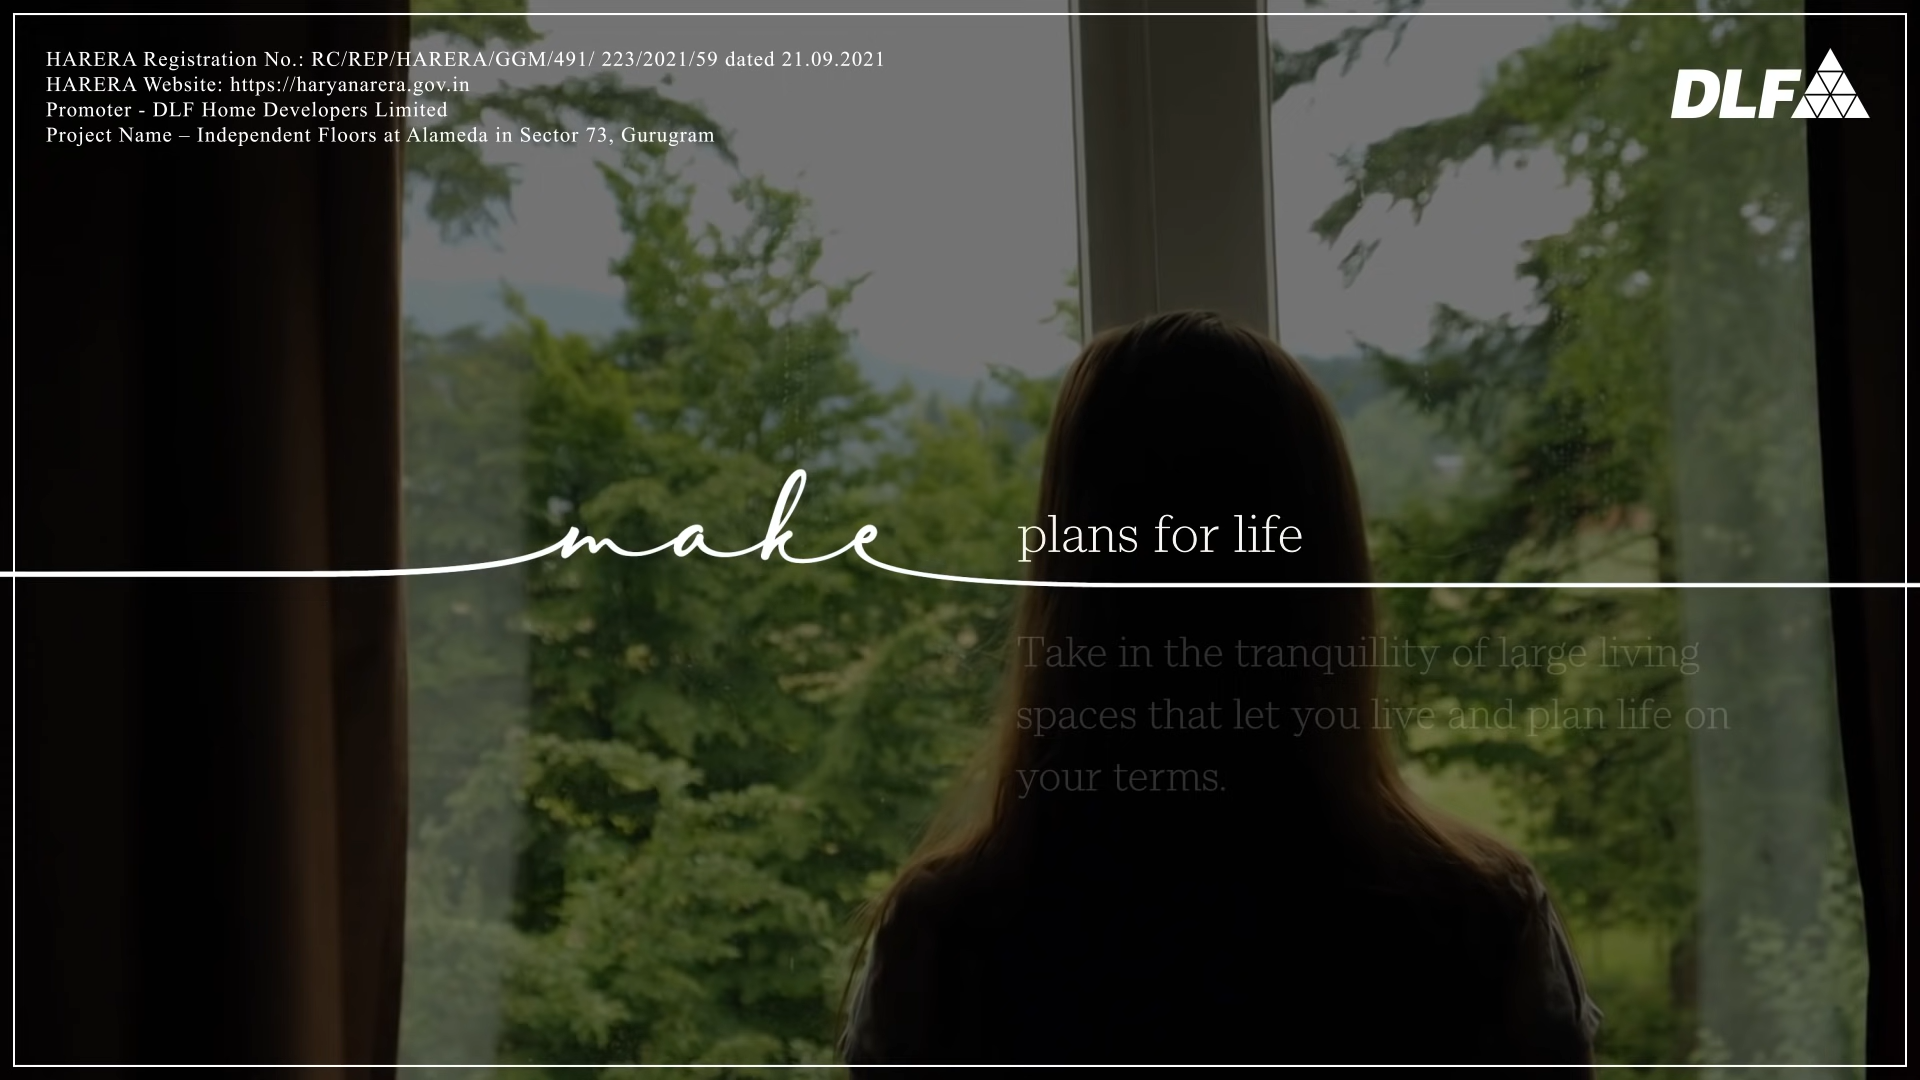 HARERA Registration No.: RC/REP/HARERA/GGM/491/ 223/2021/59 dated 21.09.2021
HARERA Website: https://haryanarera.gov.in
Promoter - DLF Home Developers Limited
Project Name – Independent Floors at Alameda in Sector 73, Gurugram
DLF
make plans for life
Take in the tranquillity of large living
spaces that let you live and plan life on
your terms.